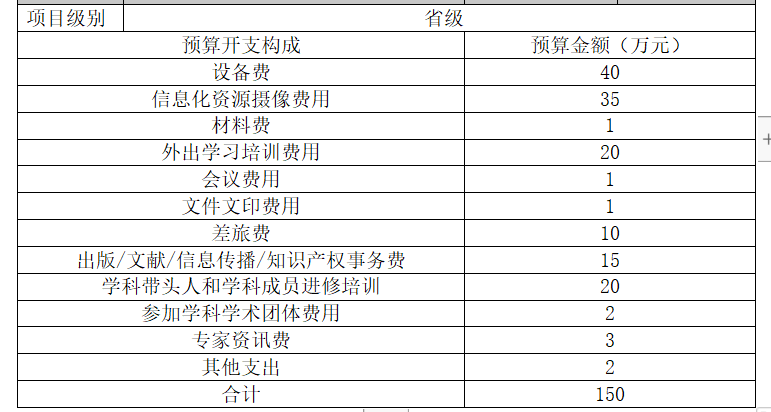 项目级别 省级
预算开支构成 预算金额（万元）
设备费 40
信息化资源摄像费用 35
材料费 1
外出学习培训费用 20
会议费用 1
文件文印费用 1
差旅费 10
出版/文献/信息传播/知识产权事务费 15
学科带头人和学科成员进修培训 20
参加学科学术团体费用 2
专家资讯费 3
其他支出 2
合计 150